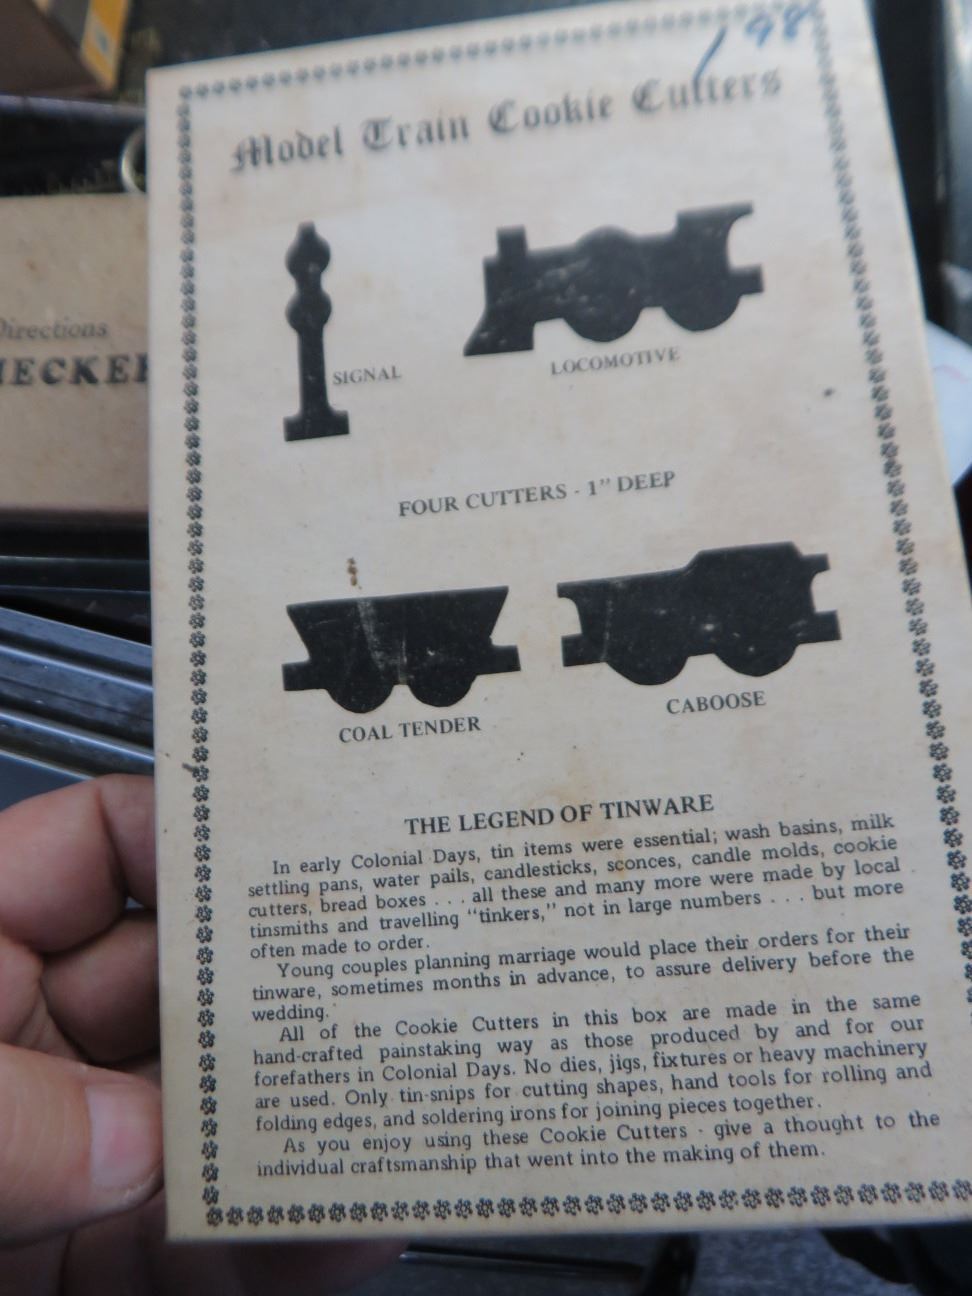 198
Model Train Cookie Cutters
Directions
SIGNAL
LOCOMOTIVE
FOUR CUTTERS - 1" DEEP
COAL TENDER
CABOOSE
THE LEGEND OF TINWARE
In early Colonial Days, tin items were essential; wash basins, milk
settling pans, water pails, candlesticks, sconces, candle molds, cookie
cutters, bread boxes . . . all these and many more were made by local
tinsmiths and travelling "tinkers," not in large numbers . . . but more
often made to order.
Young couples planning marriage would place their orders for their
tinware, sometimes months in advance, to assure delivery before the
wedding.
All of the Cookie Cutters in this box are made in the same
hand-crafted painstaking way as those produced by and for our
forefathers in Colonial Days. No dies, jigs, fixtures or heavy machinery
are used. Only tin-snips for cutting shapes, hand tools for rolling and
folding edges, and soldering irons for joining pieces together.
As you enjoy using these Cookie Cutters - give a thought to the
individual craftsmanship that went into the making of them.